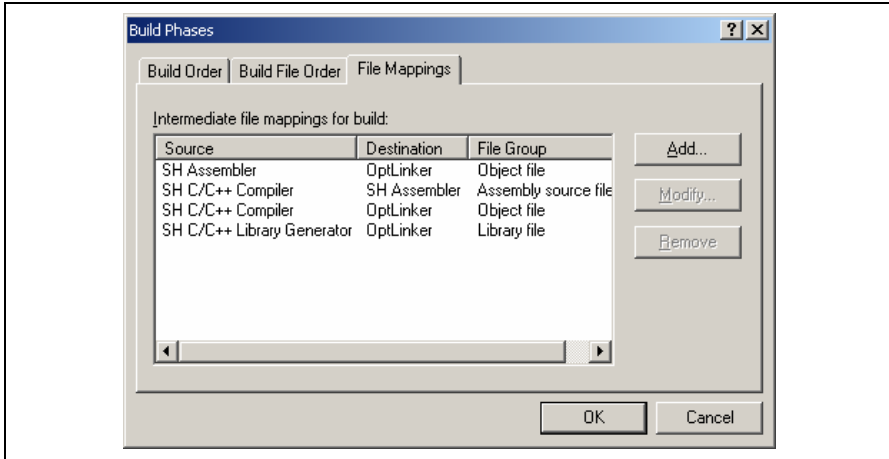 Build Phases
Build Order Build File Order File Mappings
Intermediate file mappings for build:
Source Destination File Group
SH Assembler OptLinker Object file
SH C/C++ Compiler SH Assembler Assembly source file
SH C/C++ Compiler OptLinker Object file
SH C/C++ Library Generator OptLinker Library file
Add...
Modify...
Remove
OK Cancel